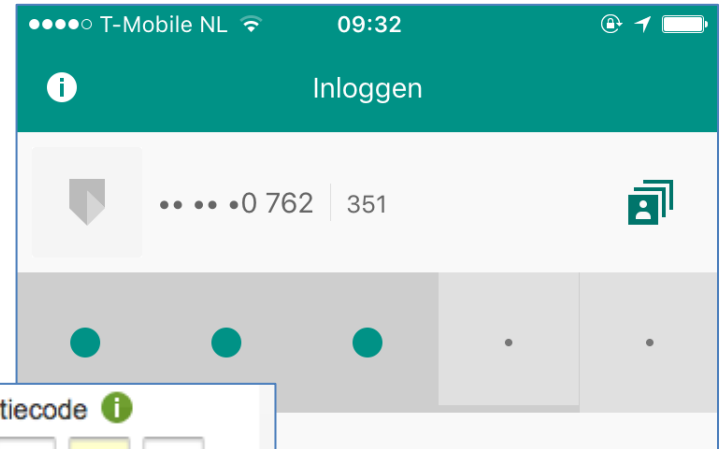 ●●●●○ T-Mobile NL 09:32
Inloggen
•• •• •0 762 351
tiecode